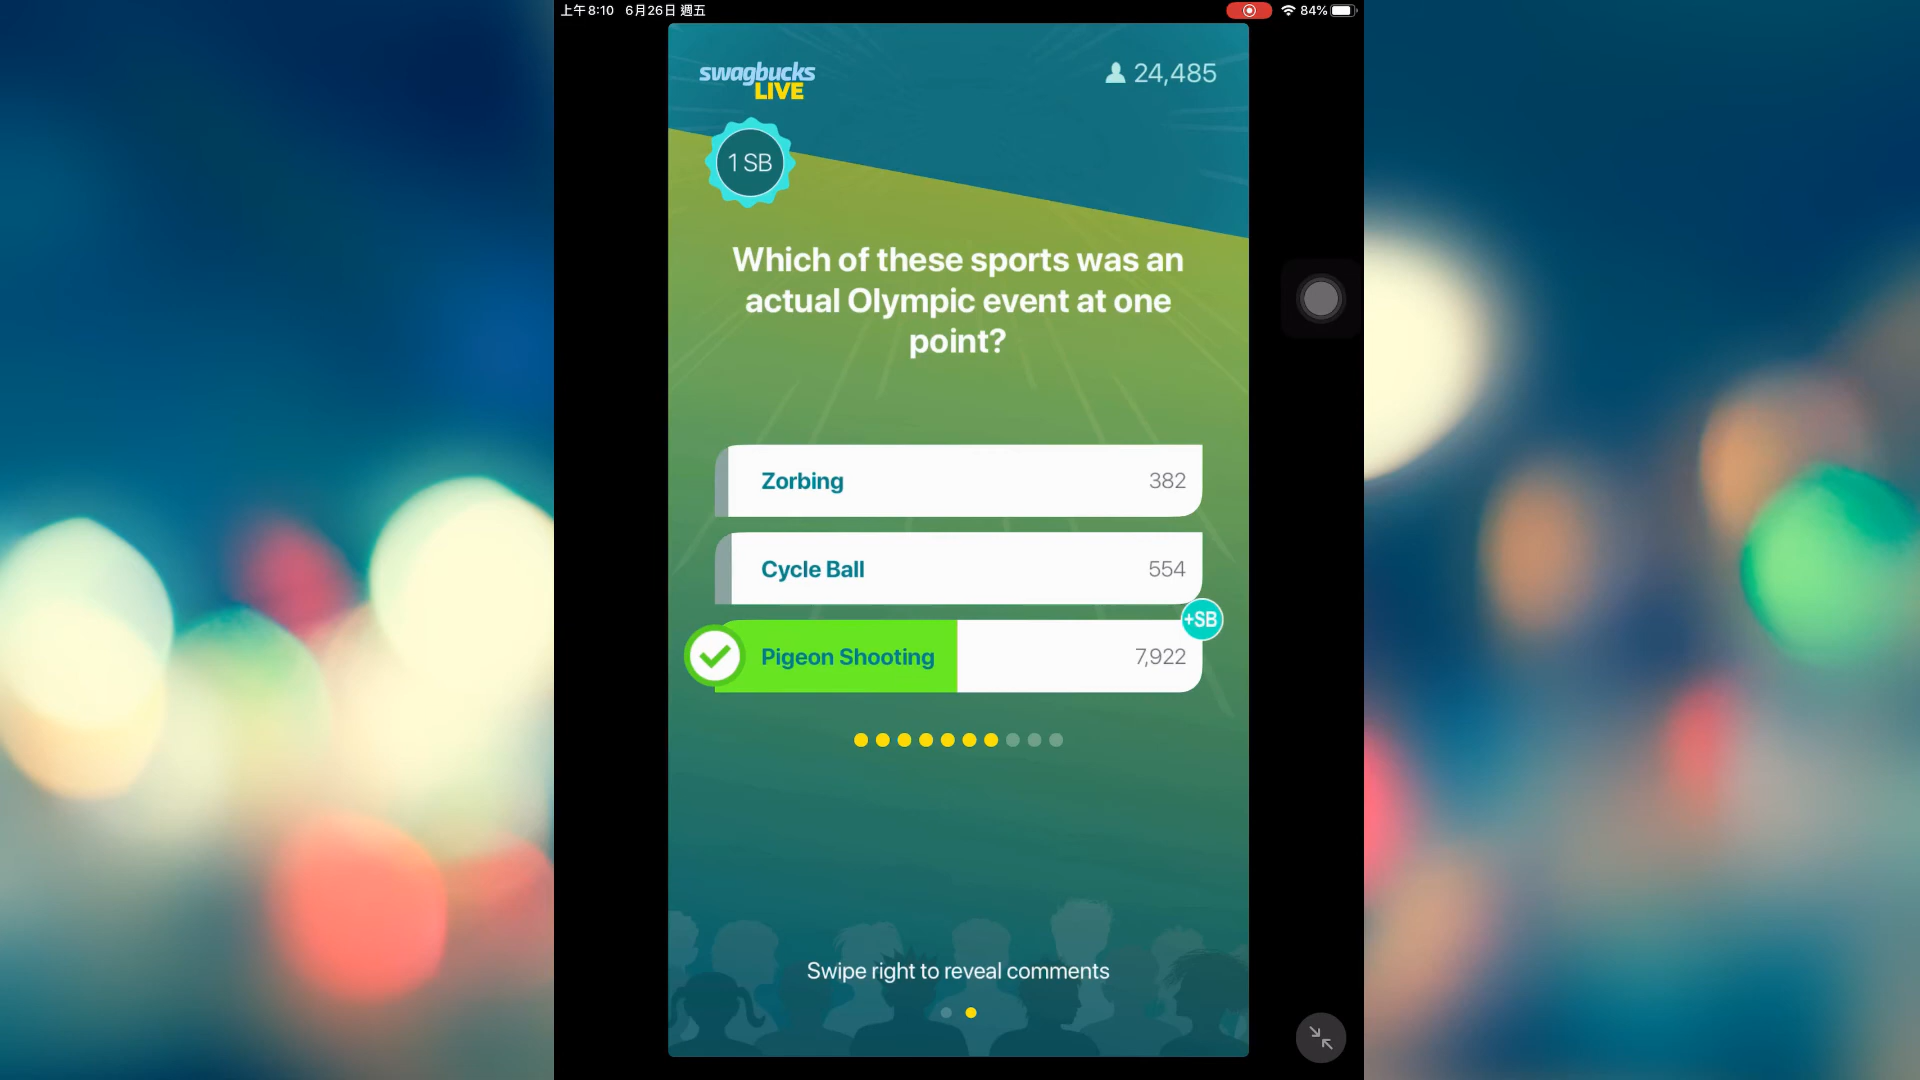 上午8:10 6月26日 週五
84%
swagbucks
LIVE
24,485
1 SB
Which of these sports was an
actual Olympic event at one
point?
Zorbing 382
Cycle Ball 554
+SB
Pigeon Shooting 7,922
Swipe right to reveal comments